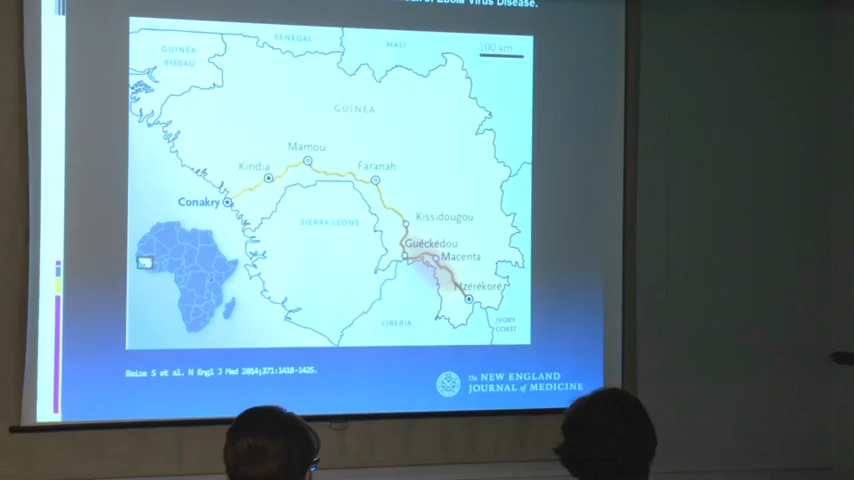 of Ebola Virus Disease.
SENEGAL
MALI
100 km
GUINEA
BISSAU
GUINEA
Mamou
Kindia
Faranah
Conakry
Kissidougou
SIERRA LEONE
Guéckédou
Macenta
Nzérékoré
LIBERIA
IVORY
COAST
Baize S et al. N Engl J Med 2014;371:1418-1425.
The NEW ENGLAND
JOURNAL of MEDICINE